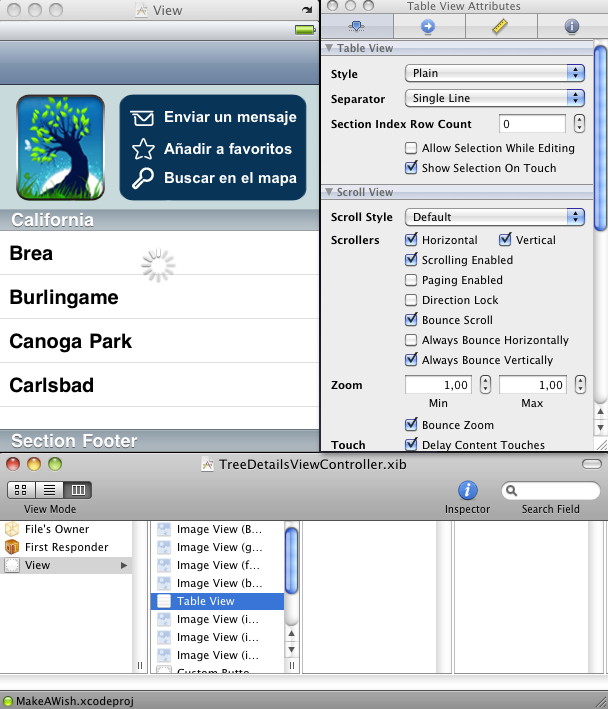 View
Enviar un mensaje
Añadir a favoritos
Buscar en el mapa
California
Brea
Burlingame
Canoga Park
Carlsbad
Section Footer
Table View Attributes
Table View
Style Plain
Separator Single Line
Section Index Row Count 0
Allow Selection While Editing
Show Selection On Touch
Scroll View
Scroll Style Default
Scrollers Horizontal Vertical
Scrolling Enabled
Paging Enabled
Direction Lock
Bounce Scroll
Always Bounce Horizontally
Always Bounce Vertically
Zoom 1,00 1,00
Min Max
Bounce Zoom
Touch Delay Content Touches
TreeDetailsViewController.xib
View Mode Inspector Search Field
File's Owner
First Responder
View
Image View (B...
Image View (g...
Image View (f...
Image View (b...
Table View
Image View (i...
Image View (i...
Image View (i...
Custom Butto
MakeAWish.xcodeproj